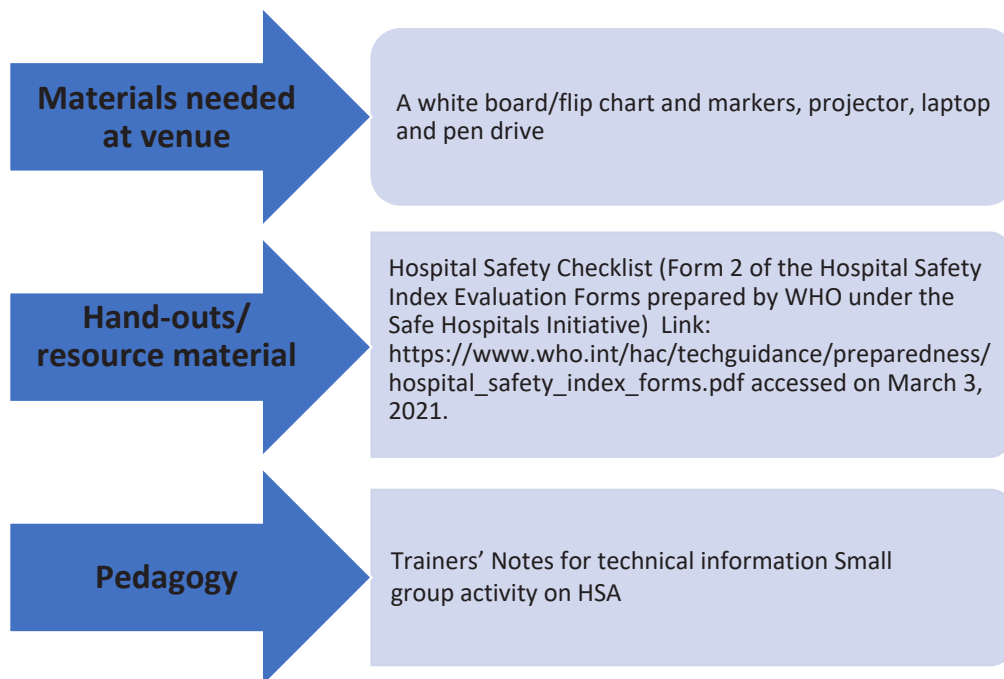 Materials needed
at venue
A white board/flip chart and markers, projector, laptop
and pen drive
Hand-outs/
resource material
Hospital Safety Checklist (Form 2 of the Hospital Safety
Index Evaluation Forms prepared by WHO under the
Safe Hospitals Initiative)  Link:
https://www.who.int/hac/techguidance/preparedness/
hospital_safety_index_forms.pdf accessed on March 3,
2021.
Pedagogy
Trainers’ Notes for technical information Small
group activity on HSA